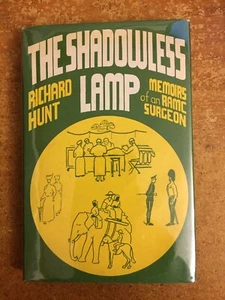 THE SHADOWLESS
LAMP
RICHARD
HUNT
MEMOIRS
of an RAMC
SURGEON